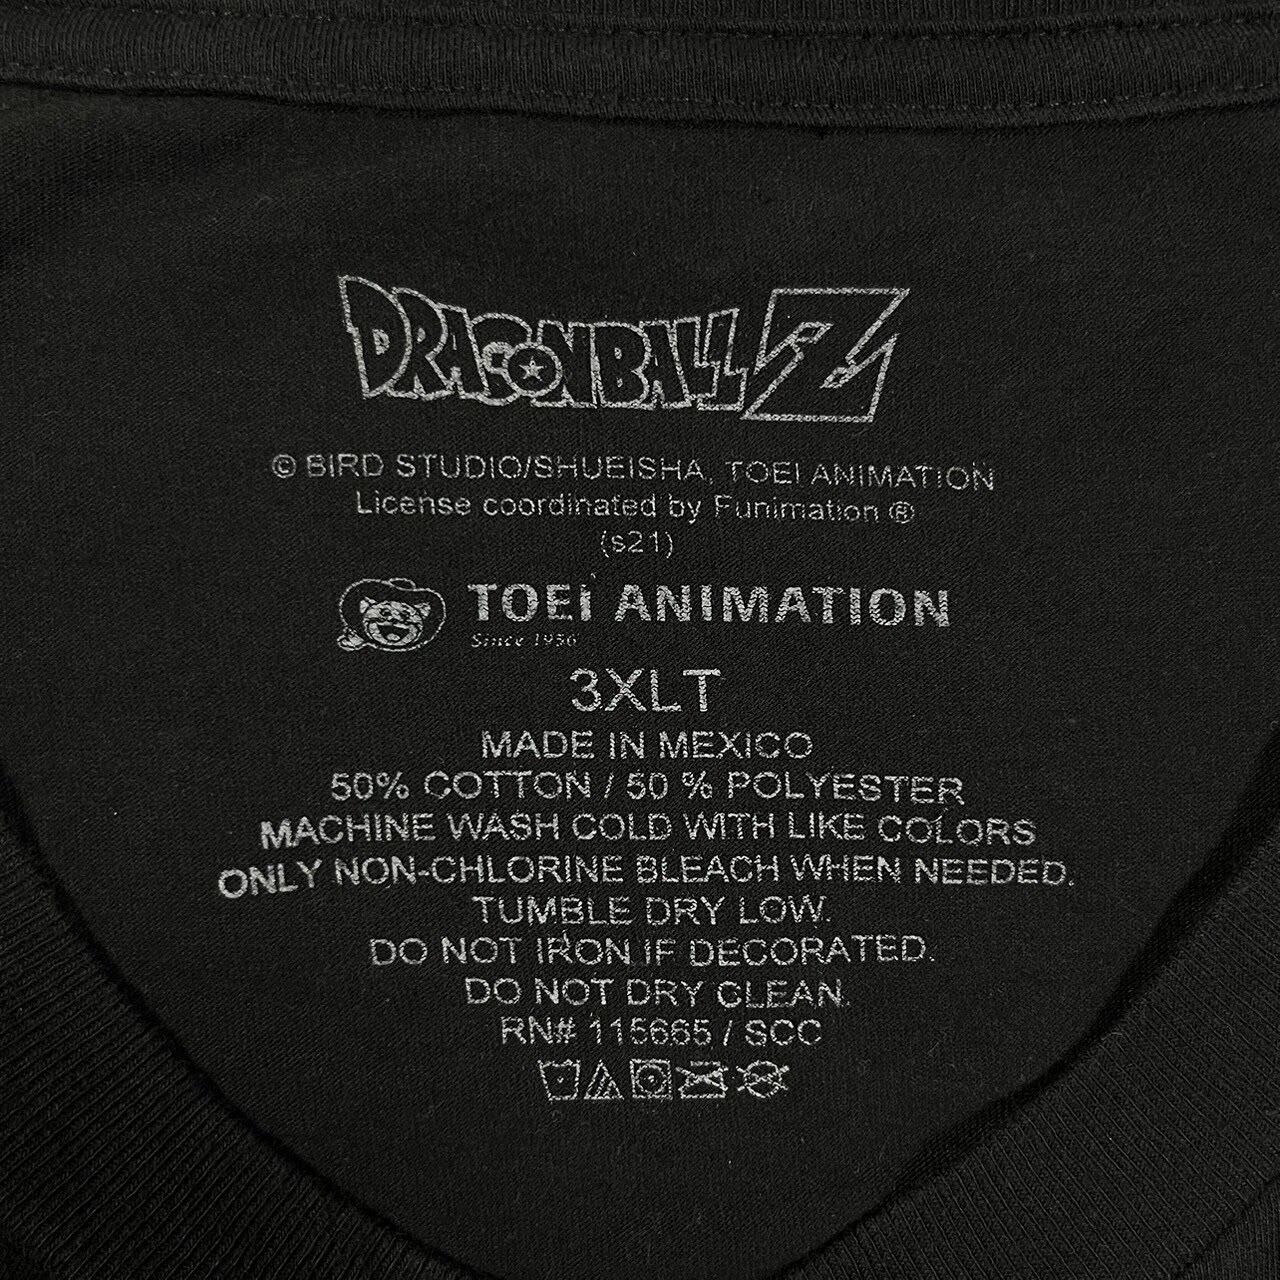 DRAGONBALL Z
© BIRD STUDIO/SHUEISHA, TOEI ANIMATION
License coordinated by Funimation ®
(s21)
TOEI ANIMATION
Since 1956
3XLT
MADE IN MEXICO
50% COTTON / 50 % POLYESTER
MACHINE WASH COLD WITH LIKE COLORS
ONLY NON-CHLORINE BLEACH WHEN NEEDED.
TUMBLE DRY LOW.
DO NOT IRON IF DECORATED.
DO NOT DRY CLEAN.
RN# 115665 / SCC